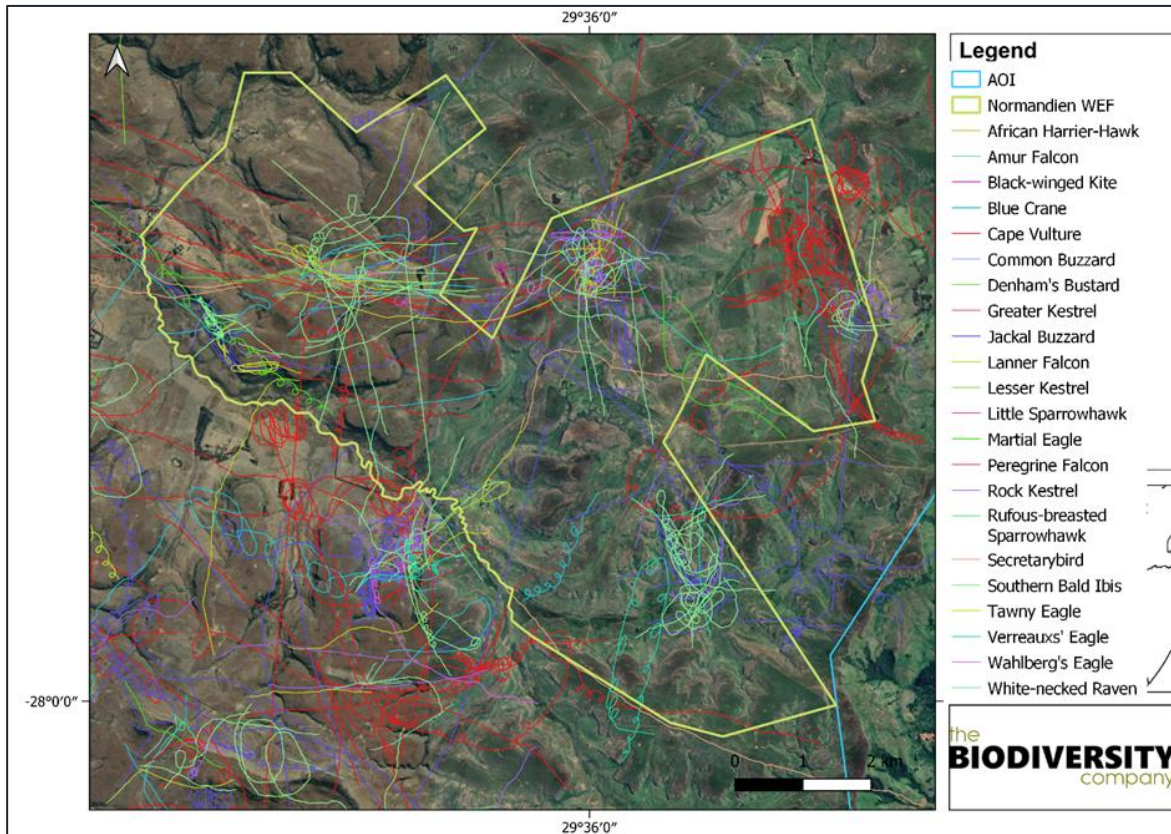 29°36'0"
Legend
AOI
Normandien WEF
African Harrier-Hawk
Amur Falcon
Black-winged Kite
Blue Crane
Cape Vulture
Common Buzzard
Denham's Bustard
Greater Kestrel
Jackal Buzzard
Lanner Falcon
Lesser Kestrel
Little Sparrowhawk
Martial Eagle
Peregrine Falcon
Rock Kestrel
Rufous-breasted
Sparrowhawk
Secretarybird
Southern Bald Ibis
Tawny Eagle
Verreauxs' Eagle
Wahlberg's Eagle
White-necked Raven
-28°0'0"
0 1 2 km
29°36'0"
the
BIODIVERSITY
company